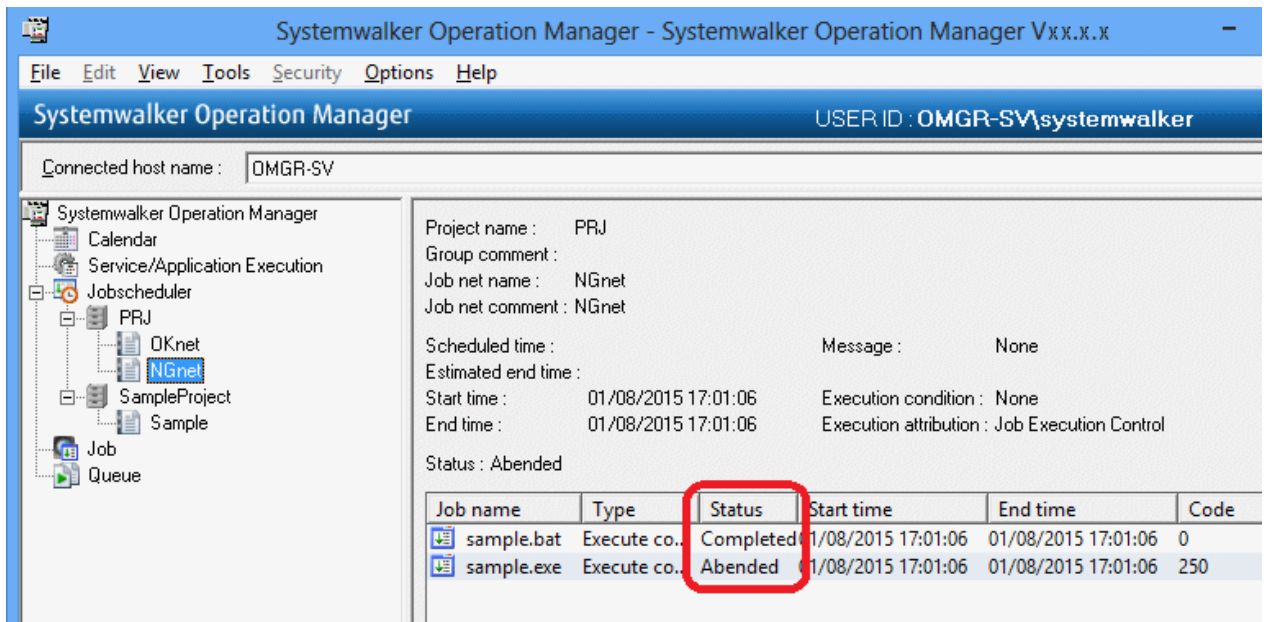 Systemwalker Operation Manager - Systemwalker Operation Manager Vxx.x.x
File Edit View Tools Security Options Help
Systemwalker Operation Manager USER ID : OMGR-SV\systemwalker
Connected host name : OMGR-SV
Systemwalker Operation Manager
Calendar
Service/Application Execution
Jobscheduler
PRJ
OKnet
NGnet
SampleProject
Sample
Job
Queue
Project name : PRJ
Group comment :
Job net name : NGnet
Job net comment : NGnet
Scheduled time : Message : None
Estimated end time :
Start time : 01/08/2015 17:01:06 Execution condition : None
End time : 01/08/2015 17:01:06 Execution attribution : Job Execution Control
Status : Abended
Job name Type Status Start time End time Code
sample.bat Execute co... Completed 01/08/2015 17:01:06 01/08/2015 17:01:06 0
sample.exe Execute co... Abended 01/08/2015 17:01:06 01/08/2015 17:01:06 250